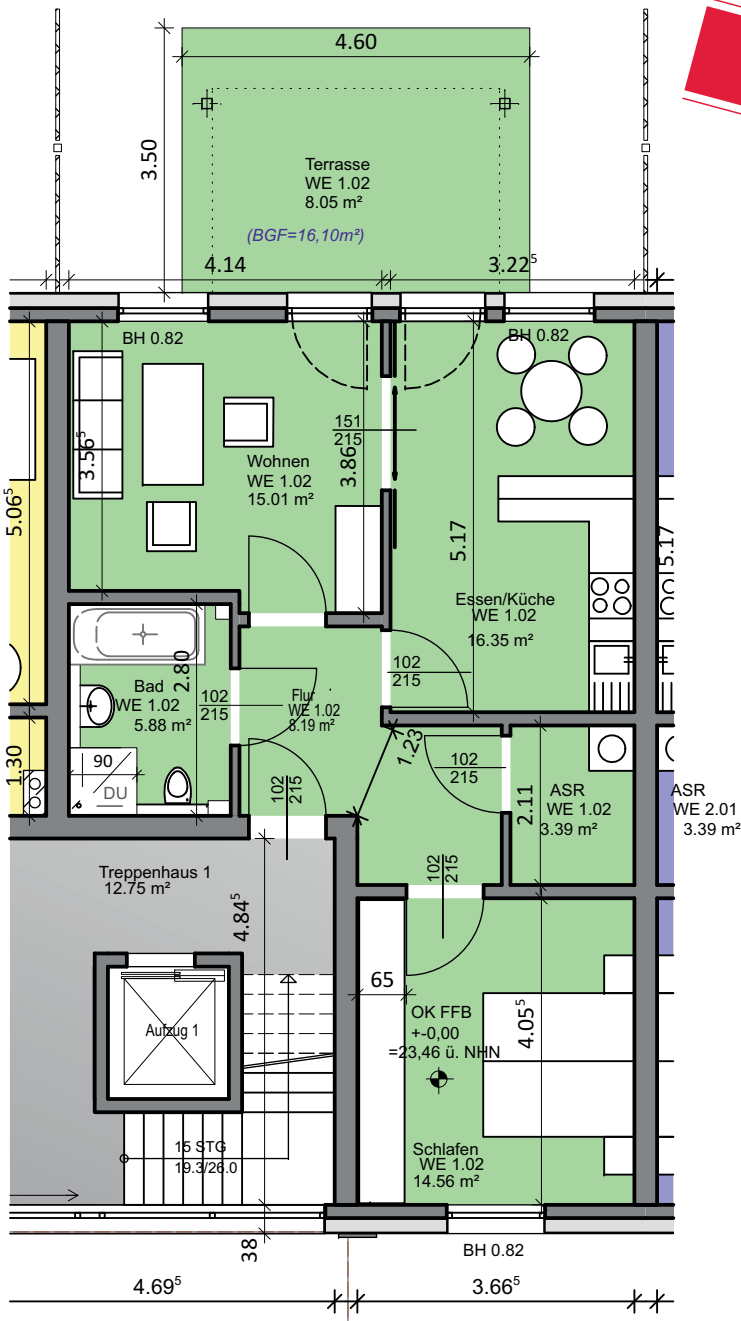 4.60
3.50
Terrasse
WE 1.02
8.05 m²
(BGF=16,10m²)
4.14
3.22⁵
BH 0.82
BH 0.82
3.56⁵
151
215
3.86
Wohnen
WE 1.02
15.01 m²
5.06⁵
5.17
5.17
Essen/Küche
WE 1.02
16.35 m²
2.80
Bad
WE 1.02
5.88 m²
102
215
Flur
WE 1.02
8.19 m²
102
215
1.23
1.30
90
DU
102
215
102
215
2.11
ASR
WE 1.02
3.39 m²
ASR
WE 2.01
3.39 m²
Treppenhaus 1
12.75 m²
4.84⁵
102
215
65
OK FFB
+-0,00
=23,46 ü. NHN
4.05⁵
Aufzug 1
15 STG
19.3/26.0
Schlafen
WE 1.02
14.56 m²
38
BH 0.82
4.69⁵
3.66⁵